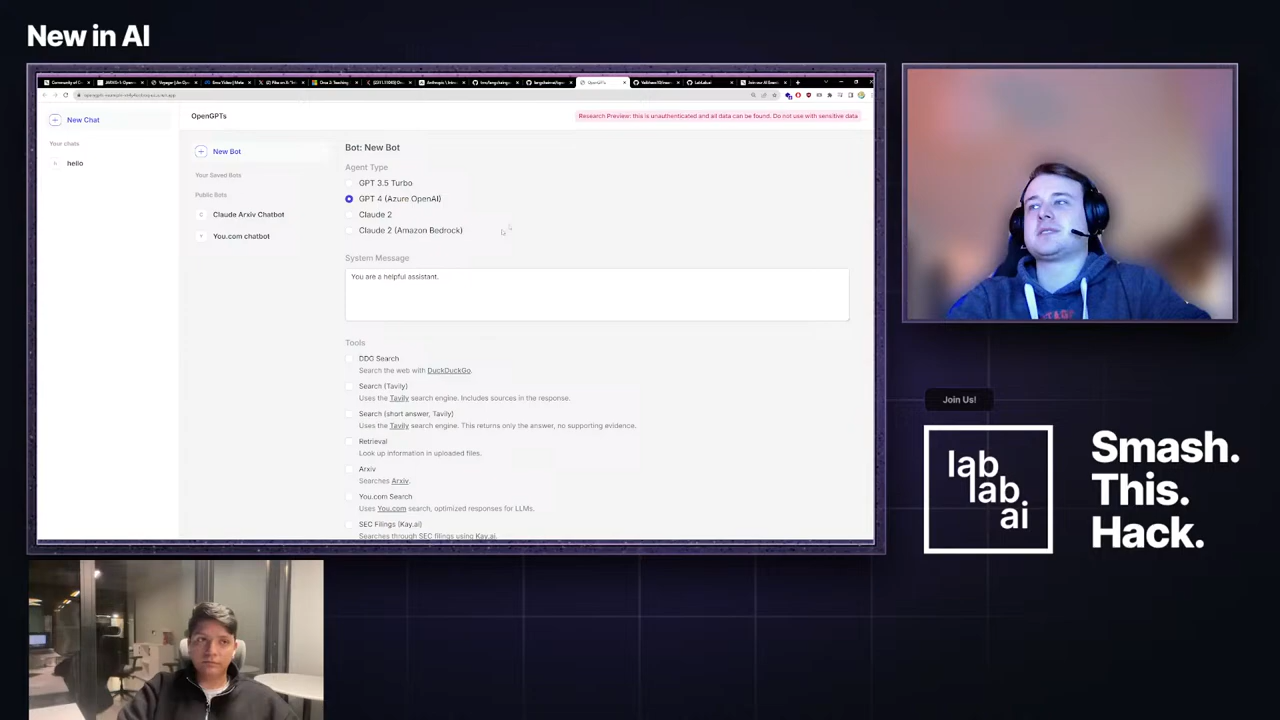 New in AI
New Chat
Your chats
hello
OpenGPTs
Research Preview: this is unauthenticated and all data can be found. Do not use with sensitive data
New Bot
Your Saved Bots
Public Bots
Claude Arxiv Chatbot
You.com chatbot
Bot: New Bot
Agent Type
GPT 3.5 Turbo
GPT 4 (Azure OpenAI)
Claude 2
Claude 2 (Amazon Bedrock)
System Message
You are a helpful assistant.
Tools
DDG Search
Search the web with DuckDuckGo.
Search (Tavily)
Uses the Tavily search engine. Includes sources in the response.
Search (short answer, Tavily)
Uses the Tavily search engine. This returns only the answer, no supporting evidence.
Retrieval
Look up information in uploaded files.
Arxiv
Searches Arxiv.
You.com Search
Uses You.com search, optimized responses for LLMs.
SEC Filings (Kay.ai)
Searches through SEC filings using Kay.ai.
Join Us!
lab
lab.
ai
Smash.
This.
Hack.